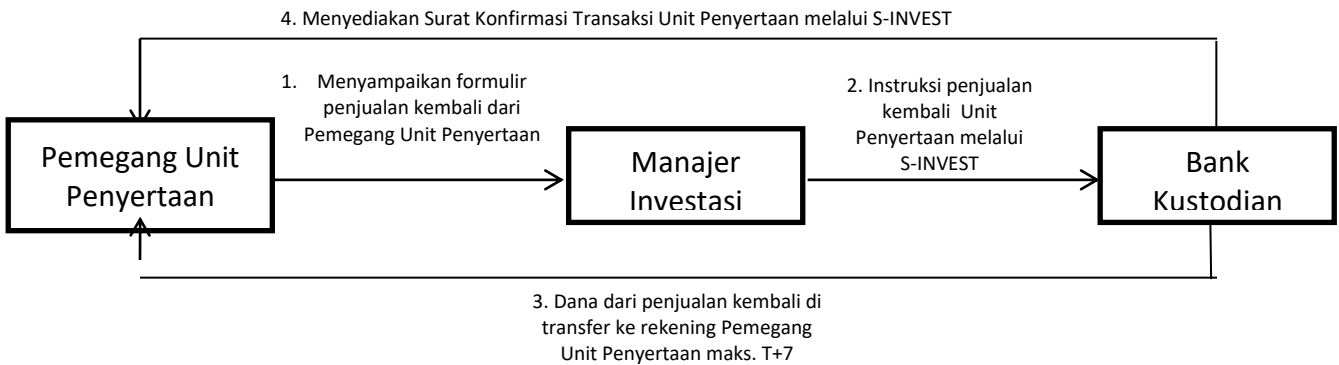 4. Menyediakan Surat Konfirmasi Transaksi Unit Penyertaan melalui S-INVEST
1. Menyampaikan formulir
penjualan kembali dari
Pemegang Unit Penyertaan
2. Instruksi penjualan
kembali Unit
Penyertaan melalui
S-INVEST
Pemegang Unit
Penyertaan
Manajer
Investasi
Bank
Kustodian
3. Dana dari penjualan kembali di
transfer ke rekening Pemegang
Unit Penyertaan maks. T+7